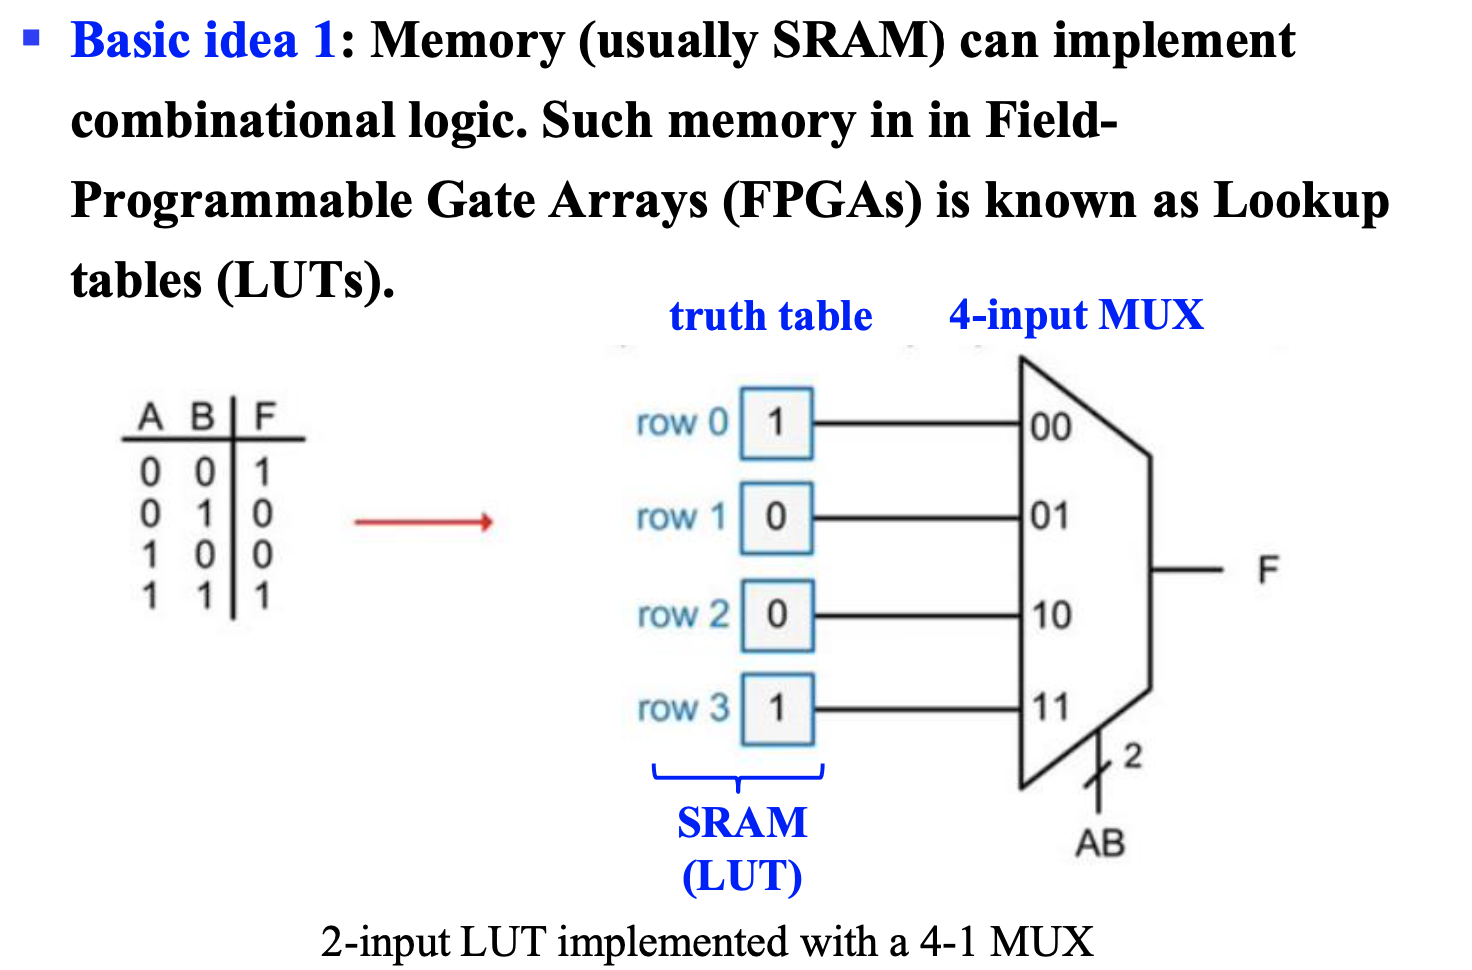 ▪ Basic idea 1: Memory (usually SRAM) can implement
combinational logic. Such memory in in Field-
Programmable Gate Arrays (FPGAs) is known as Lookup
tables (LUTs).
truth table 4-input MUX
A B F
0 0 1
0 1 0
1 0 0
1 1 1
row 0 1 00
row 1 0 01
row 2 0 10
row 3 1 11
F
2
AB
SRAM
(LUT)
2-input LUT implemented with a 4-1 MUX